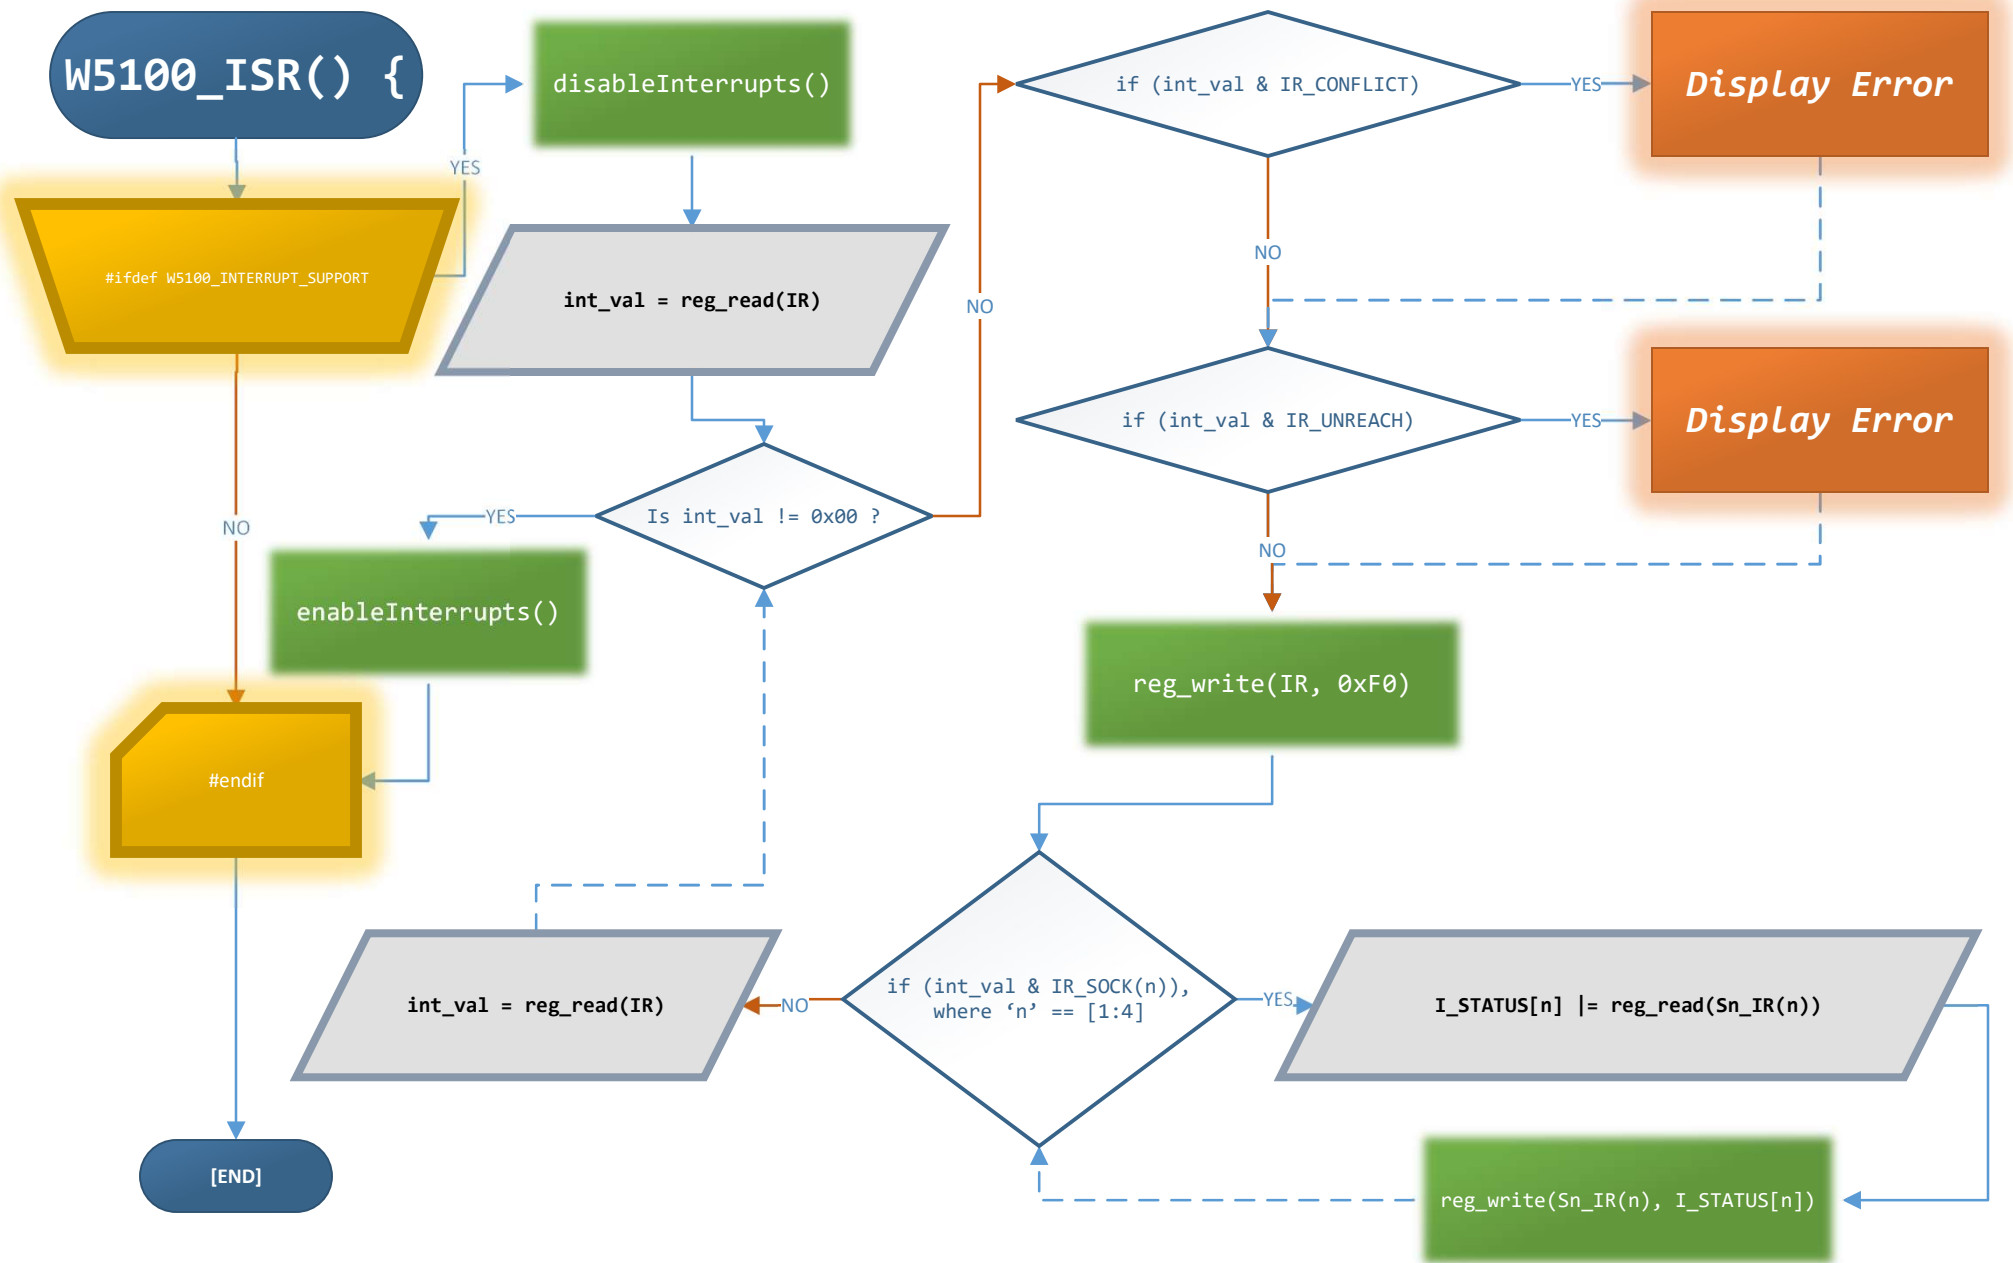 W5100_ISR() {
disableInterrupts()
if (int_val & IR_CONFLICT)
YES
Display Error
YES
#ifdef W5100_INTERRUPT_SUPPORT
int_val = reg_read(IR)
NO
NO
if (int_val & IR_UNREACH)
YES
Display Error
NO
YES
Is int_val != 0x00 ?
NO
enableInterrupts()
reg_write(IR, 0xF0)
#endif
int_val = reg_read(IR)
NO
if (int_val & IR_SOCK(n)),
where ‘n’ == [1:4]
YES
I_STATUS[n] |= reg_read(Sn_IR(n))
[END]
reg_write(Sn_IR(n), I_STATUS[n])